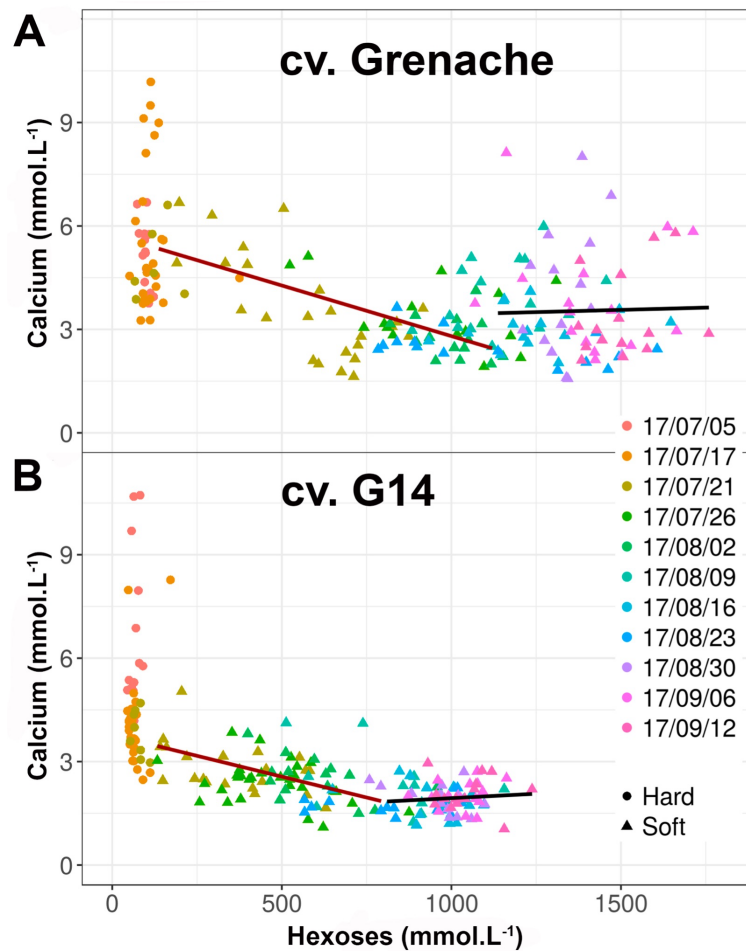 A
cv. Grenache
Calcium (mmol.L⁻¹)
9
6
3
0
B
cv. G14
Calcium (mmol.L⁻¹)
9
6
3
0
17/07/05
17/07/17
17/07/21
17/07/26
17/08/02
17/08/09
17/08/16
17/08/23
17/08/30
17/09/06
17/09/12
Hard
Soft
0 500 1000 1500
Hexoses (mmol.L⁻¹)